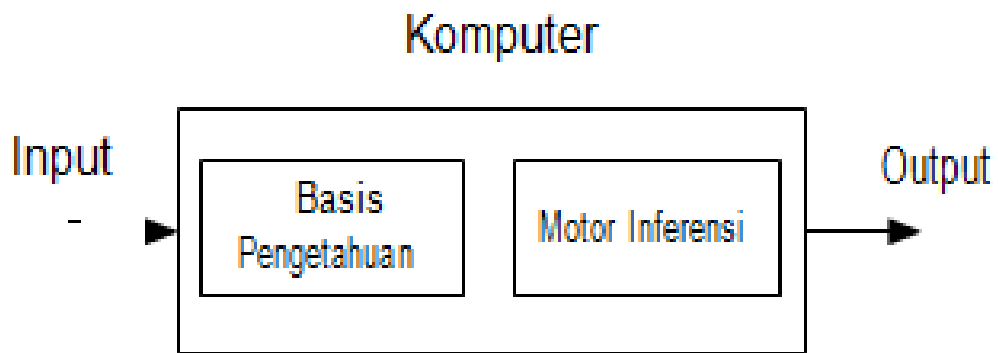 Komputer
Input
Basis
Pengetahuan
Motor Inferensi
Output